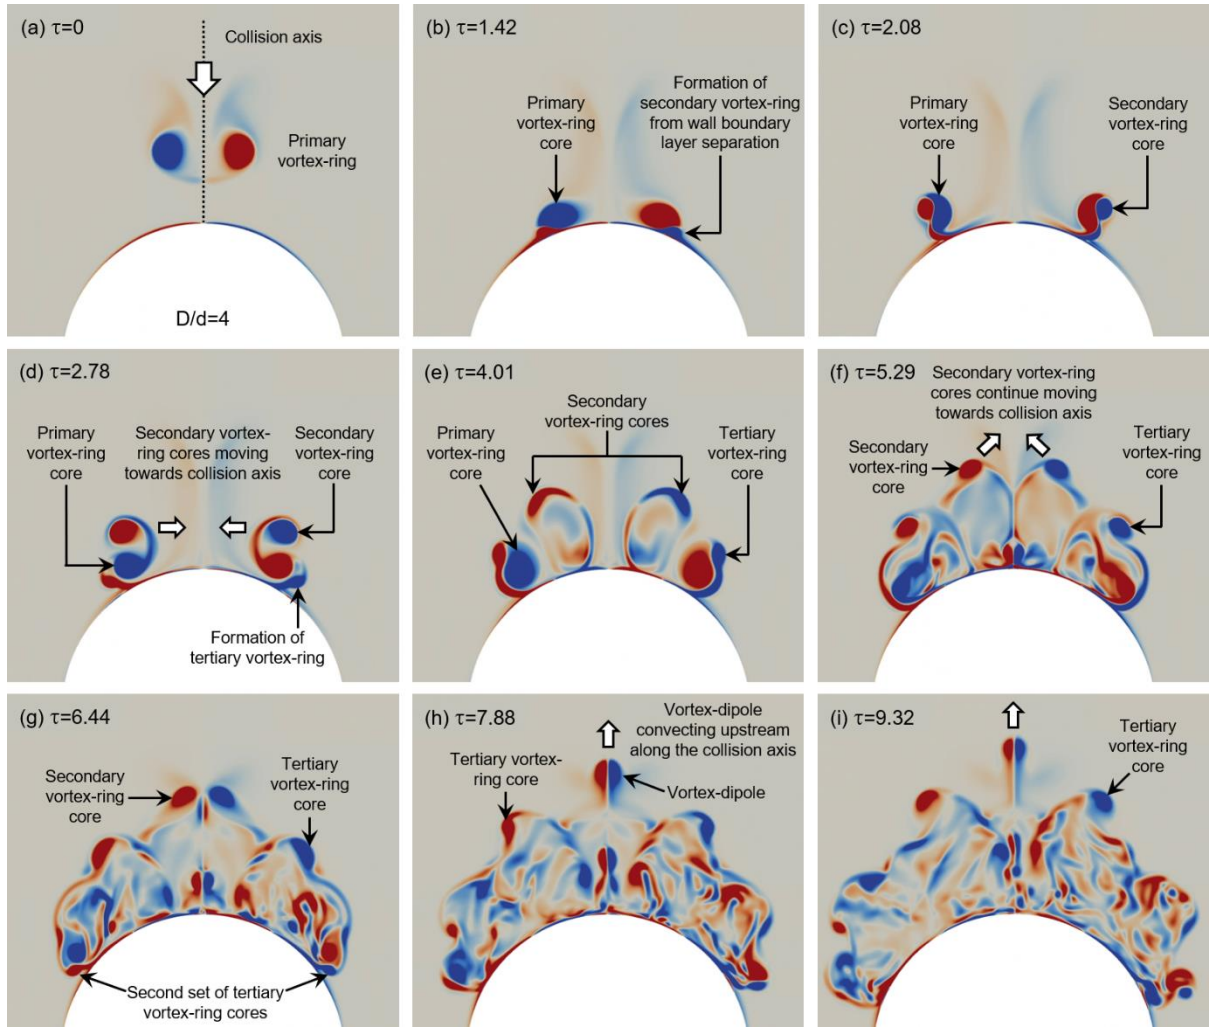 (a) τ=0
Collision axis
Primary
vortex-ring
D/d=4
(b) τ=1.42
Primary
vortex-ring
core
Formation of
secondary vortex-ring
from wall boundary
layer separation
(c) τ=2.08
Primary
vortex-ring
core
Secondary
vortex-ring
core
(d) τ=2.78
Primary
vortex-ring
core
Secondary vortex-
ring cores moving
towards collision axis
Secondary
vortex-ring
core
Formation of
tertiary vortex-ring
(e) τ=4.01
Secondary
vortex-ring cores
Primary
vortex-ring
core
Tertiary
vortex-ring
core
(f) τ=5.29
Secondary vortex-ring
cores continue moving
towards collision axis
Secondary
vortex-ring
core
Tertiary
vortex-ring
core
(g) τ=6.44
Secondary
vortex-ring
core
Tertiary
vortex-ring
core
Second set of tertiary
vortex-ring cores
(h) τ=7.88
Vortex-dipole
convecting upstream
along the collision axis
Tertiary vortex-
ring core
Vortex-dipole
(i) τ=9.32
Tertiary
vortex-ring
core